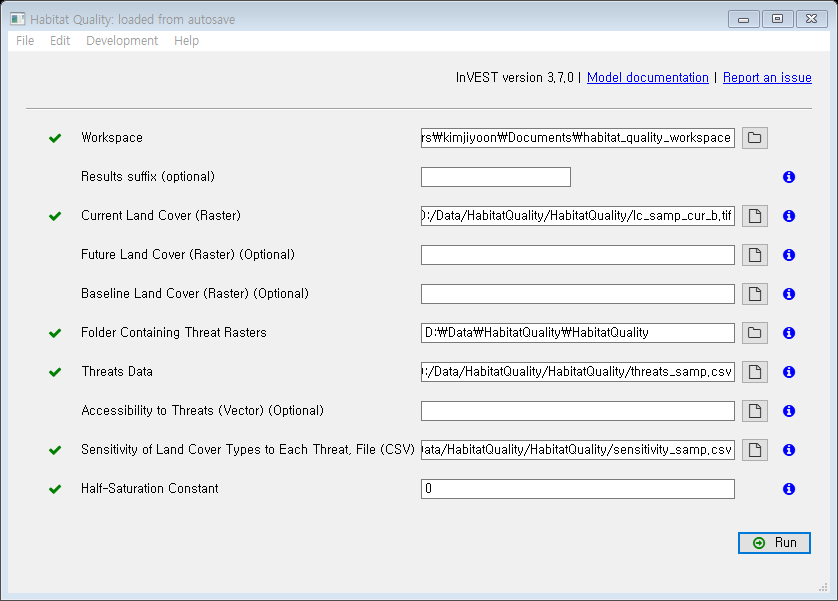 Habitat Quality: loaded from autosave
File Edit Development Help
InVEST version 3.7.0 | Model documentation | Report an issue
Workspace rs₩kimjiyoon₩Documents₩habitat_quality_workspace
Results suffix (optional)
Current Land Cover (Raster) D:/Data/HabitatQuality/HabitatQuality/lc_samp_cur_b.tif
Future Land Cover (Raster) (Optional)
Baseline Land Cover (Raster) (Optional)
Folder Containing Threat Rasters D:₩Data₩HabitatQuality₩HabitatQuality
Threats Data :/Data/HabitatQuality/HabitatQuality/threats_samp.csv
Accessibility to Threats (Vector) (Optional)
Sensitivity of Land Cover Types to Each Threat, File (CSV) ata/HabitatQuality/HabitatQuality/sensitivity_samp.csv
Half-Saturation Constant 0
Run